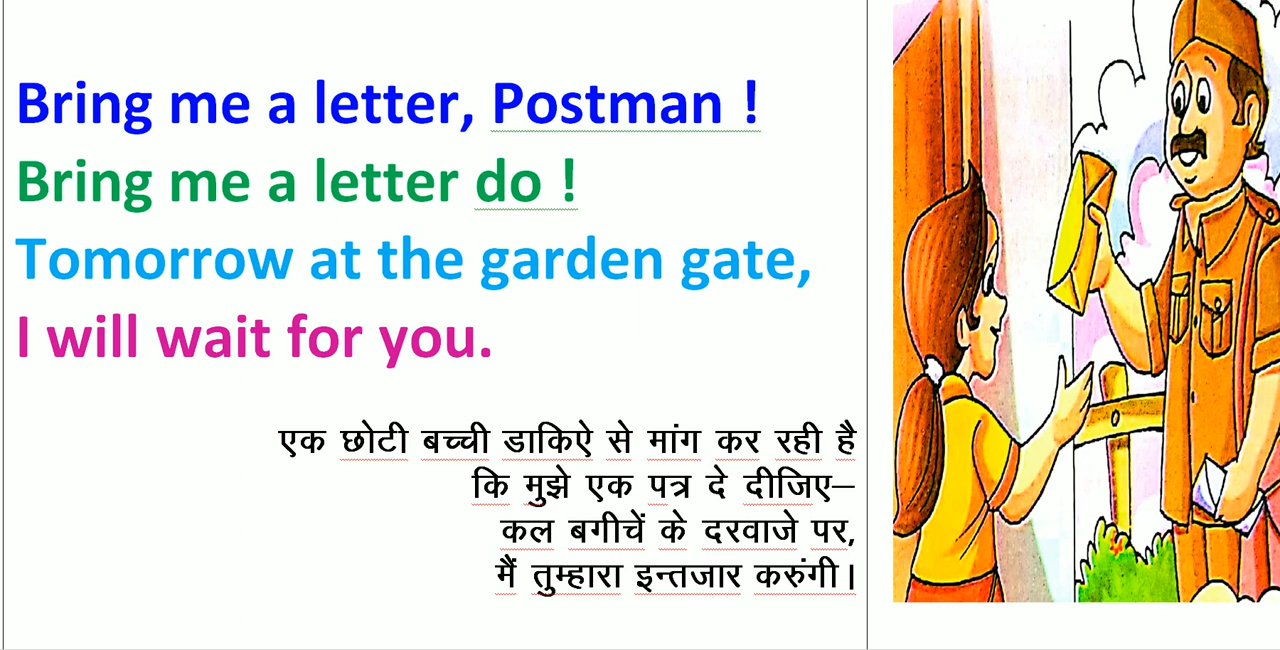 Bring me a letter, Postman !
Bring me a letter do !
Tomorrow at the garden gate,
I will wait for you.
एक छोटी बच्ची डाकिऐ से मांग कर रही है
कि मुझे एक पत्र दे दीजिए–
कल बगीचें के दरवाजे पर,
मैं तुम्हारा इन्तजार करुंगी।